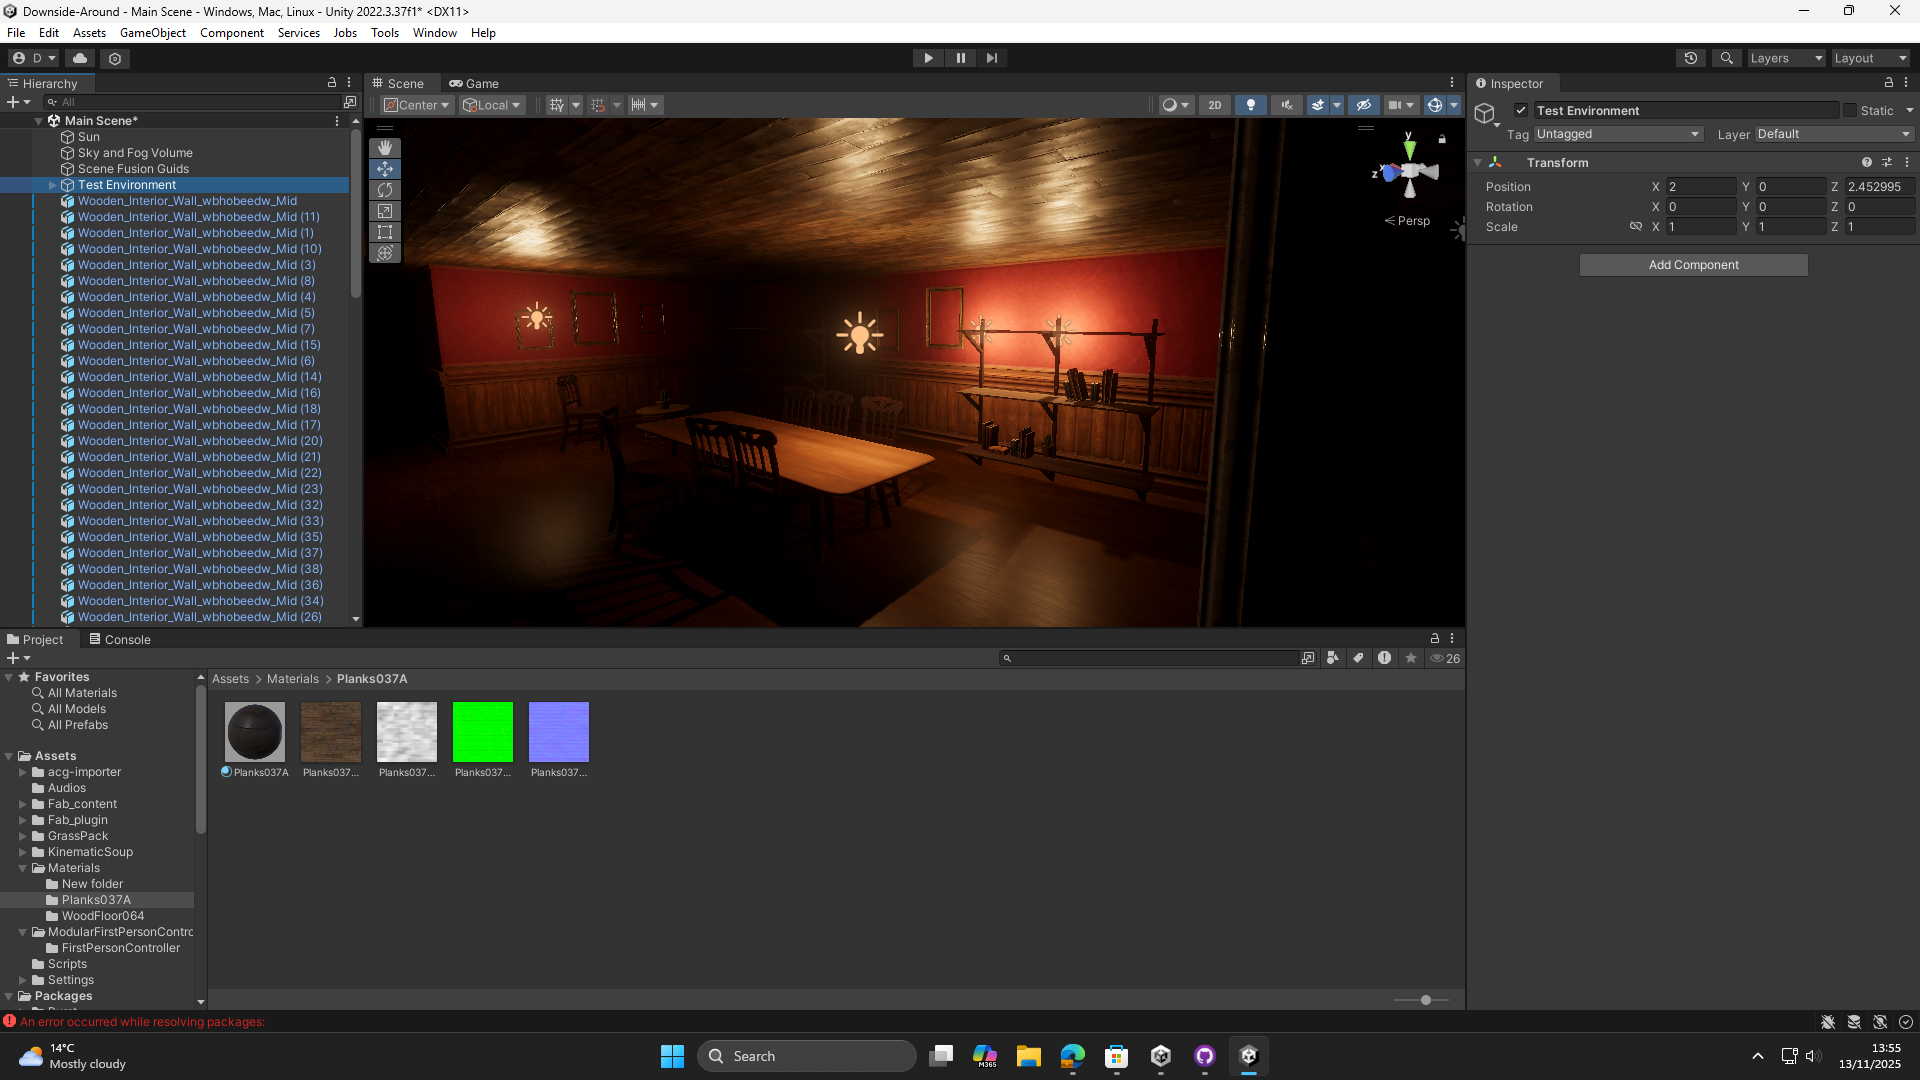 Downside-Around - Main Scene - Windows, Mac, Linux - Unity 2022.3.37f1* <DX11>
File Edit Assets GameObject Component Services Jobs Tools Window Help
D Layers Layout
Hierarchy
All
Main Scene*
Sun
Sky and Fog Volume
Scene Fusion Guids
Test Environment
Wooden_Interior_Wall_wbhobeedw_Mid
Wooden_Interior_Wall_wbhobeedw_Mid (11)
Wooden_Interior_Wall_wbhobeedw_Mid (1)
Wooden_Interior_Wall_wbhobeedw_Mid (10)
Wooden_Interior_Wall_wbhobeedw_Mid (3)
Wooden_Interior_Wall_wbhobeedw_Mid (8)
Wooden_Interior_Wall_wbhobeedw_Mid (4)
Wooden_Interior_Wall_wbhobeedw_Mid (5)
Wooden_Interior_Wall_wbhobeedw_Mid (7)
Wooden_Interior_Wall_wbhobeedw_Mid (15)
Wooden_Interior_Wall_wbhobeedw_Mid (6)
Wooden_Interior_Wall_wbhobeedw_Mid (14)
Wooden_Interior_Wall_wbhobeedw_Mid (16)
Wooden_Interior_Wall_wbhobeedw_Mid (18)
Wooden_Interior_Wall_wbhobeedw_Mid (17)
Wooden_Interior_Wall_wbhobeedw_Mid (20)
Wooden_Interior_Wall_wbhobeedw_Mid (21)
Wooden_Interior_Wall_wbhobeedw_Mid (22)
Wooden_Interior_Wall_wbhobeedw_Mid (23)
Wooden_Interior_Wall_wbhobeedw_Mid (32)
Wooden_Interior_Wall_wbhobeedw_Mid (33)
Wooden_Interior_Wall_wbhobeedw_Mid (35)
Wooden_Interior_Wall_wbhobeedw_Mid (37)
Wooden_Interior_Wall_wbhobeedw_Mid (38)
Wooden_Interior_Wall_wbhobeedw_Mid (36)
Wooden_Interior_Wall_wbhobeedw_Mid (34)
Wooden_Interior_Wall_wbhobeedw_Mid (26)
Scene Game
Center Local 2D
y
x
z
Persp
Inspector
Test Environment Static
Tag Untagged Layer Default
Transform
Position X 2 Y 0 Z 2.452995
Rotation X 0 Y 0 Z 0
Scale X 1 Y 1 Z 1
Add Component
Project Console
26
Favorites
All Materials
All Models
All Prefabs
Assets
acg-importer
Audios
Fab_content
Fab_plugin
GrassPack
KinematicSoup
Materials
New folder
Planks037A
WoodFloor064
ModularFirstPersonContro
FirstPersonController
Scripts
Settings
Packages
Assets > Materials > Planks037A
Planks037A Planks037... Planks037... Planks037... Planks037...
An error occurred while resolving packages:
14°C
Mostly cloudy
Search
M365
13:55
13/11/2025